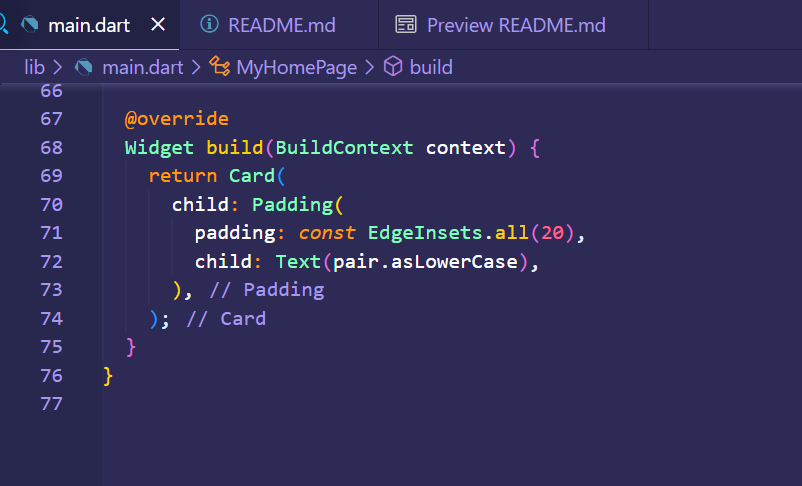 main.dart README.md Preview README.md
lib > main.dart > MyHomePage > build
66
67 @override
68 Widget build(BuildContext context) {
69 return Card(
70 child: Padding(
71 padding: const EdgeInsets.all(20),
72 child: Text(pair.asLowerCase),
73 ), // Padding
74 ); // Card
75 }
76 }
77